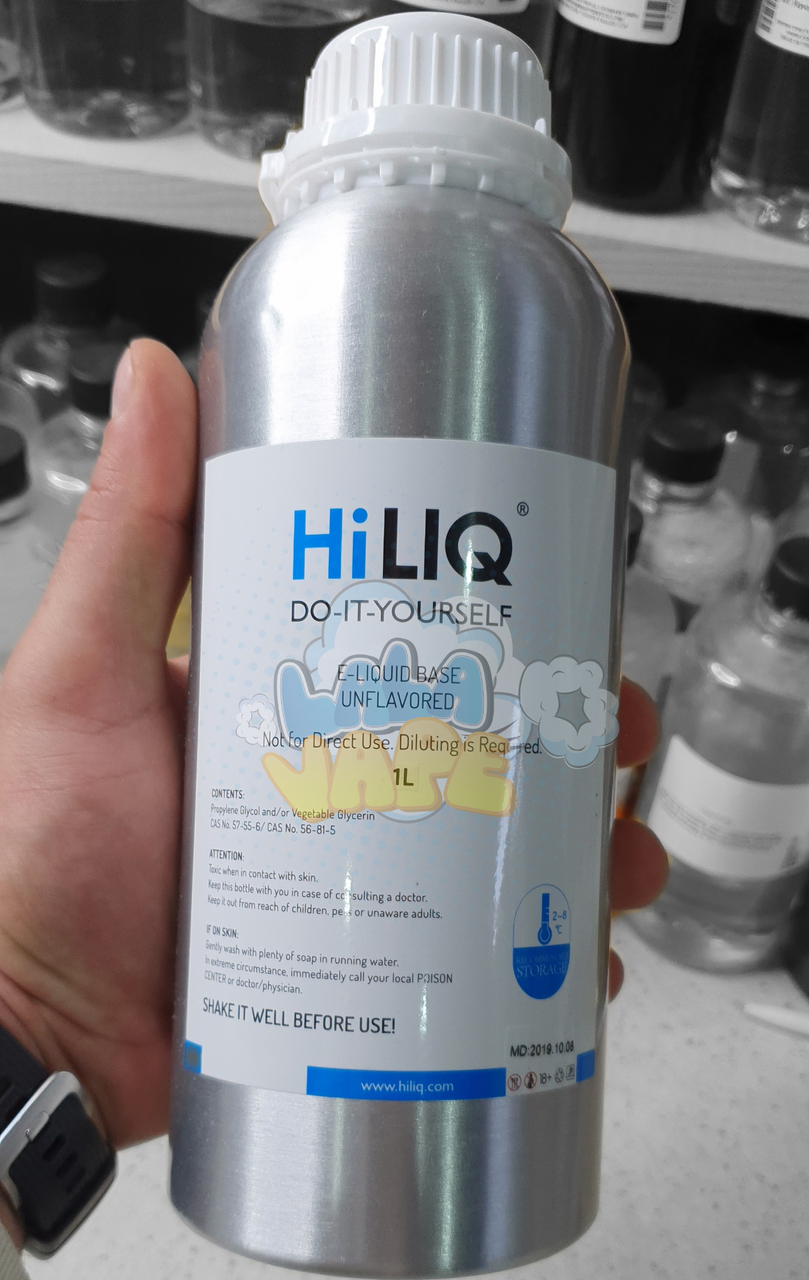 HiLIQ®
DO-IT-YOURSELF
E-LIQUID BASE
UNFLAVORED
LALA
VAPE
Not for Direct Use. Diluting is Required.
1L
CONTENTS:
Propylene Glycol and/or Vegetable Glycerin
CAS No. 57-55-6/ CAS No. 56-81-5
ATTENTION:
Toxic when in contact with skin.
Keep this bottle with you in case of consulting a doctor.
Keep it out from reach of children, pets or unaware adults.
2~8
℃
RECOMMENDED
STORAGE
IF ON SKIN:
Gently wash with plenty of soap in running water.
In extreme circumstance, immediately call your local POISON
CENTER or doctor/physician.
SHAKE IT WELL BEFORE USE!
MD:2019.10.08
www.hiliq.com
18+